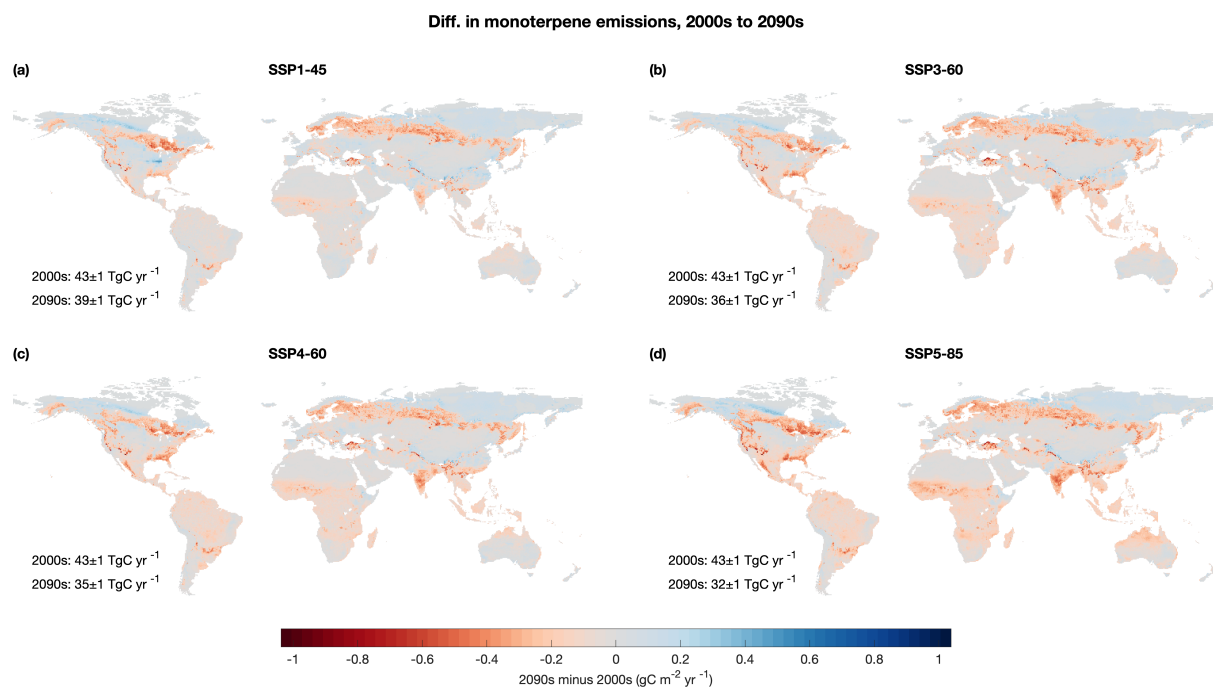 Diff. in monoterpene emissions, 2000s to 2090s
(a) SSP1-45
2000s: 43±1 TgC yr -1
2090s: 39±1 TgC yr -1
(b) SSP3-60
2000s: 43±1 TgC yr -1
2090s: 36±1 TgC yr -1
(c) SSP4-60
2000s: 43±1 TgC yr -1
2090s: 35±1 TgC yr -1
(d) SSP5-85
2000s: 43±1 TgC yr -1
2090s: 32±1 TgC yr -1
-1 -0.8 -0.6 -0.4 -0.2 0 0.2 0.4 0.6 0.8 1
2090s minus 2000s (gC m-2 yr -1)